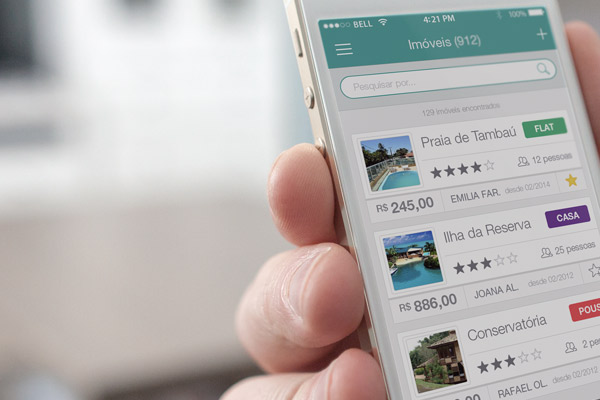 BELL 4:21 PM 100%
Imóveis (912)
Pesquisar por...
129 imóveis encontrados
Praia de Tambaú FLAT
12 pessoas
R$ 245,00 EMILIA FAR. desde 02/2014
Ilha da Reserva CASA
25 pessoas
R$ 886,00 JOANA AL. desde 02/2012
Conservatória POUS
2 pe
RAFAEL OL. desde 02/2012